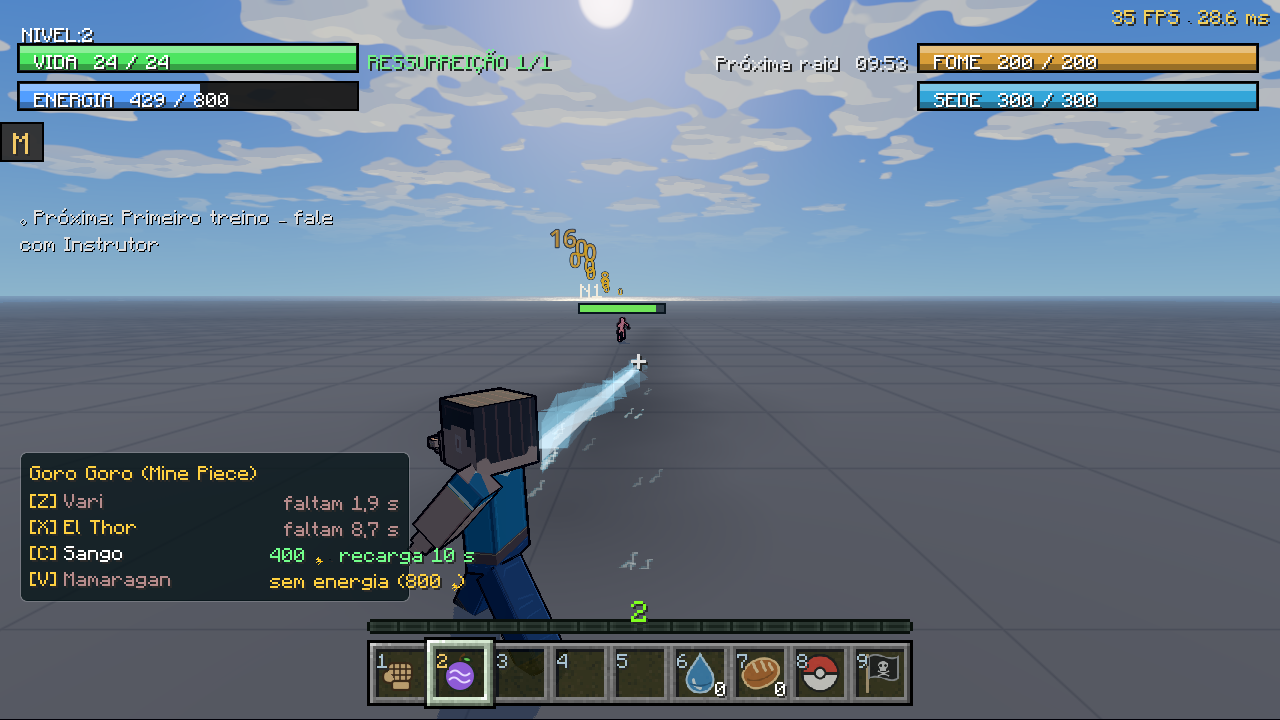 35 FPS · 28.6 ms
NIVEL:2
VIDA 24 / 24
RESSURREIÇÃO 1/1
Próxima raid 09:53
FOME 200 / 200
ENERGIA 429 / 800
SEDE 300 / 300
M
Próxima: Primeiro treino - fale
com Instrutor
16
N1
Goro Goro (Mine Piece)
[Z] Vari faltam 1,9 s
[X] El Thor faltam 8,7 s
[C] Sango 400 recarga 10 s
[V] Mamaragan sem energia (800 )
2
1 2 3 4 5 6 7 8 9
0 0